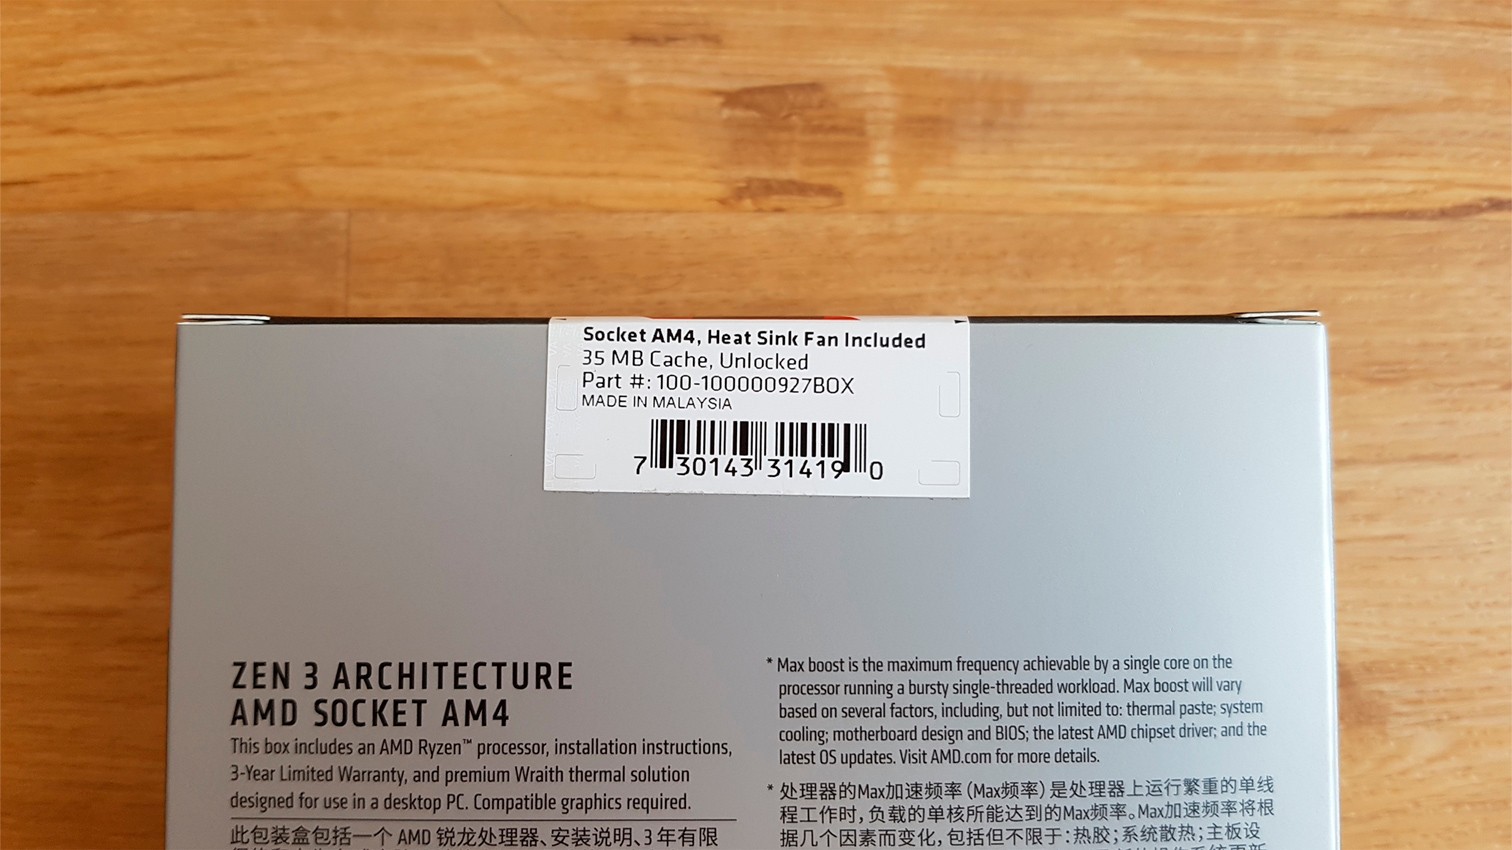 Socket AM4, Heat Sink Fan Included
35 MB Cache, Unlocked
Part #: 100-100000927BOX
MADE IN MALAYSIA
7 30143 31419 0
ZEN 3 ARCHITECTURE
AMD SOCKET AM4
This box includes an AMD Ryzen™ processor, installation instructions,
3-Year Limited Warranty, and premium Wraith thermal solution
designed for use in a desktop PC. Compatible graphics required.
此包装盒包括一个 AMD 锐龙处理器、安装说明、3 年有限
* Max boost is the maximum frequency achievable by a single core on the
processor running a bursty single-threaded workload. Max boost will vary
based on several factors, including, but not limited to: thermal paste; system
cooling; motherboard design and BIOS; the latest AMD chipset driver; and the
latest OS updates. Visit AMD.com for more details.
* 处理器的Max加速频率（Max频率）是处理器上运行繁重的单线
程工作时，负载的单核所能达到的Max频率。Max加速频率将根
据几个因素而变化，包括但不限于：热胶；系统散热；主板设